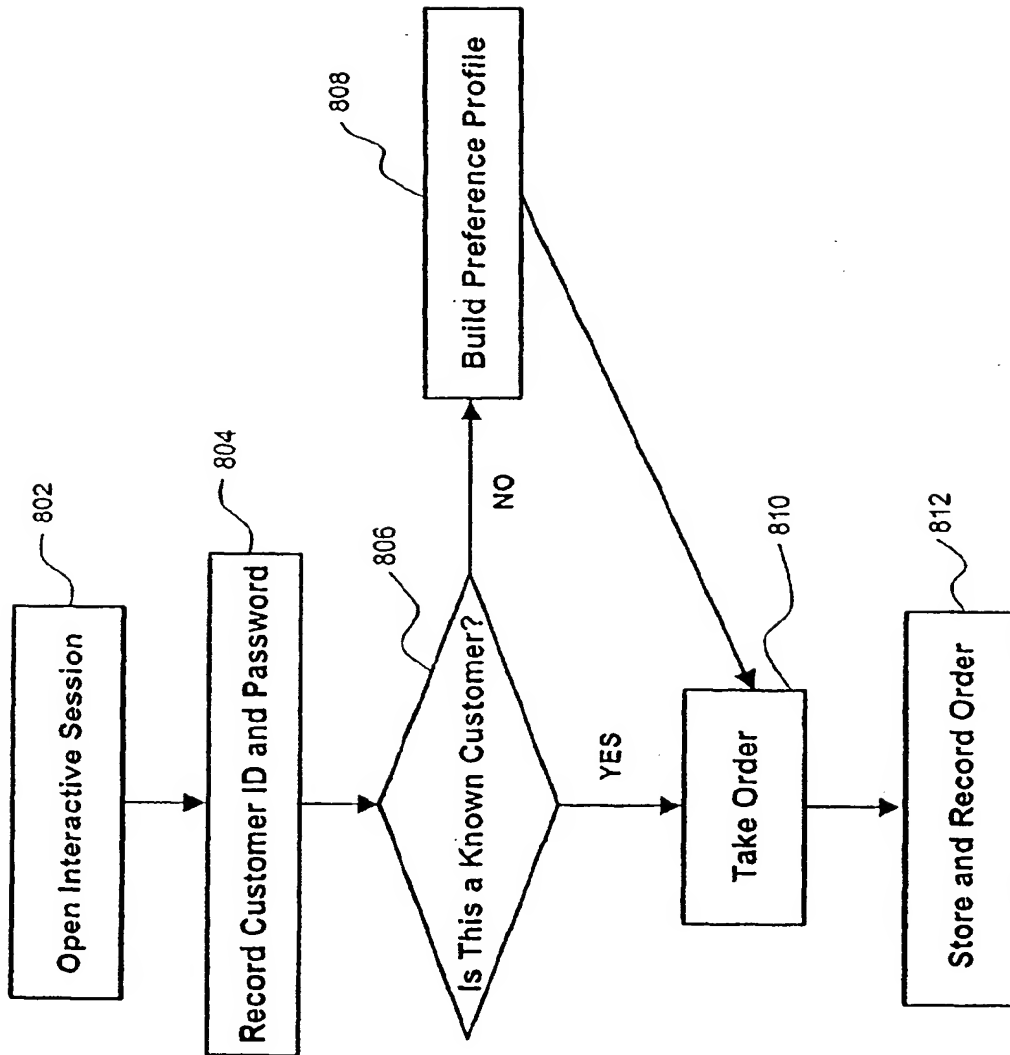 802
Open Interactive Session
804
Record Customer ID and Password
806
Is This a Known Customer?
NO
808
Build Preference Profile
YES
810
Take Order
812
Store and Record Order